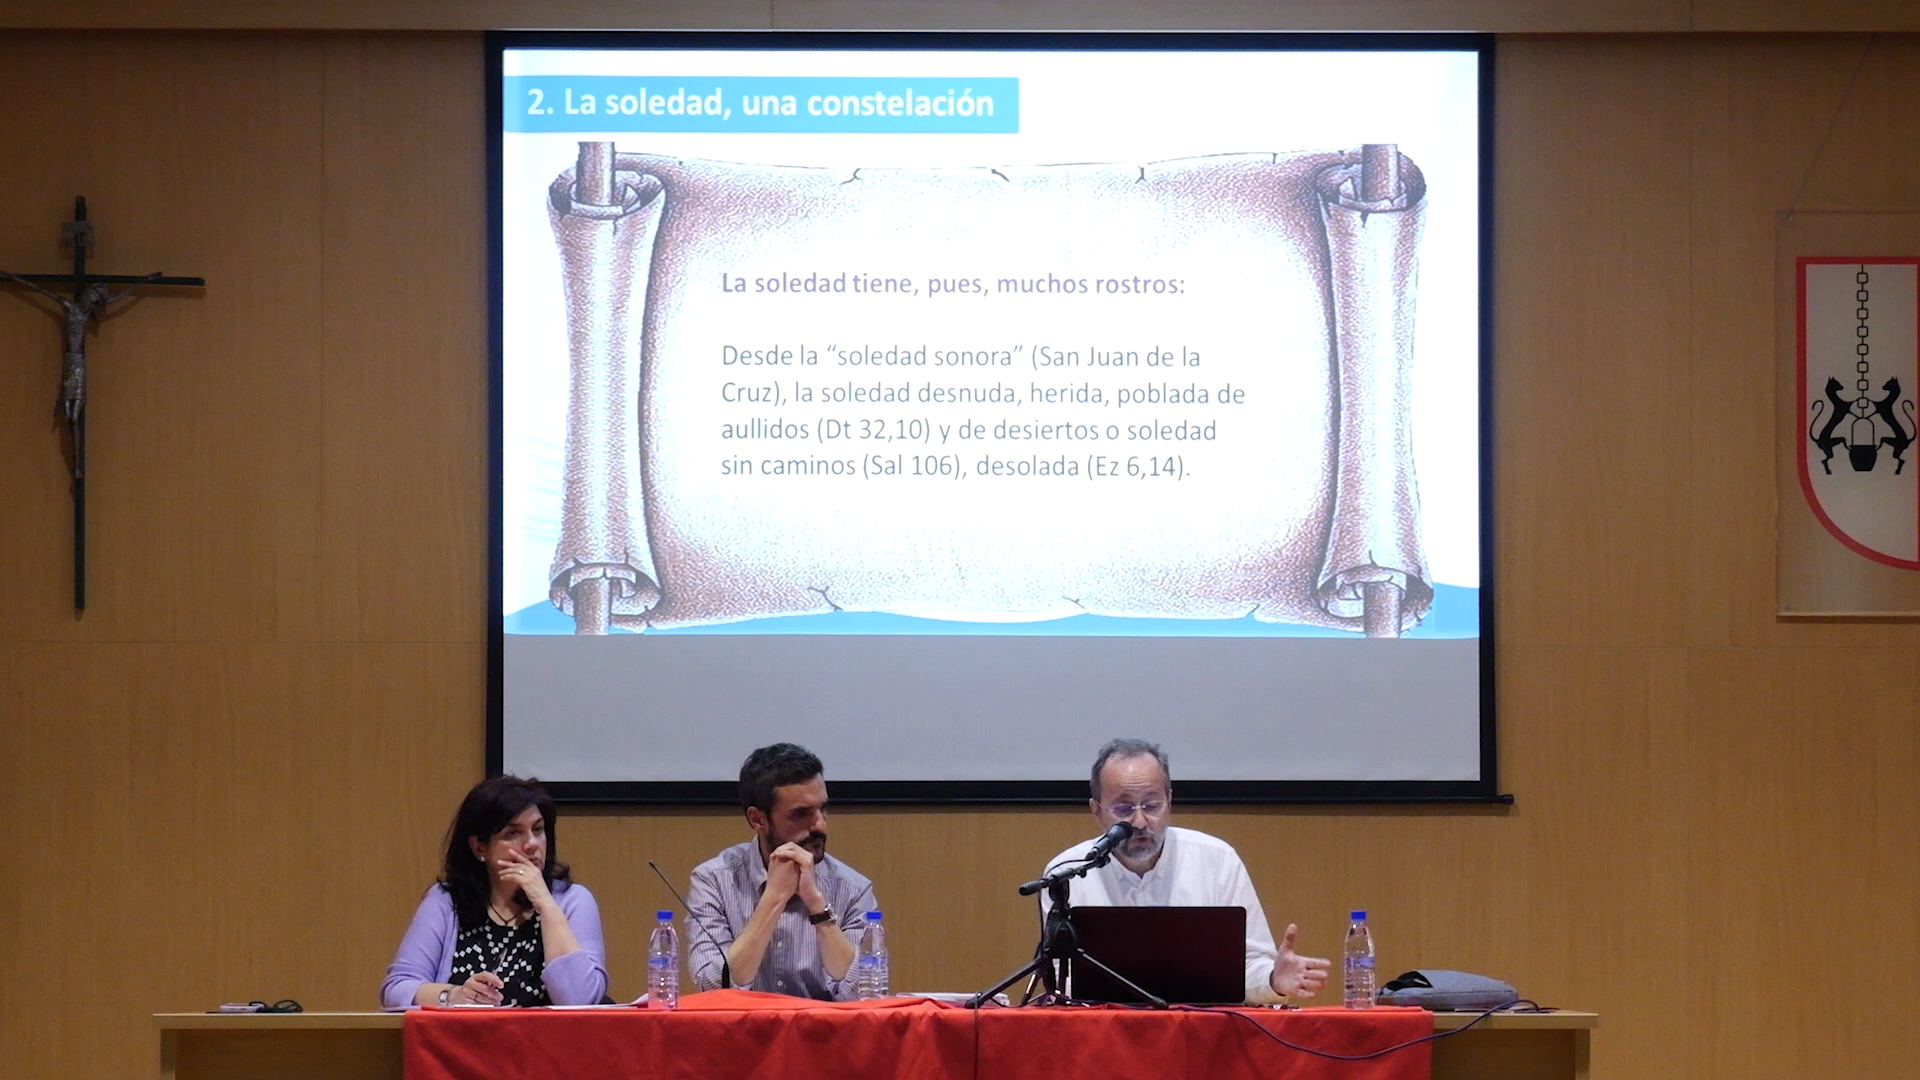 2. La soledad, una constelación
La soledad tiene, pues, muchos rostros:
Desde la “soledad sonora” (San Juan de la
Cruz), la soledad desnuda, herida, poblada de
aullidos (Dt 32,10) y de desiertos o soledad
sin caminos (Sal 106), desolada (Ez 6,14).